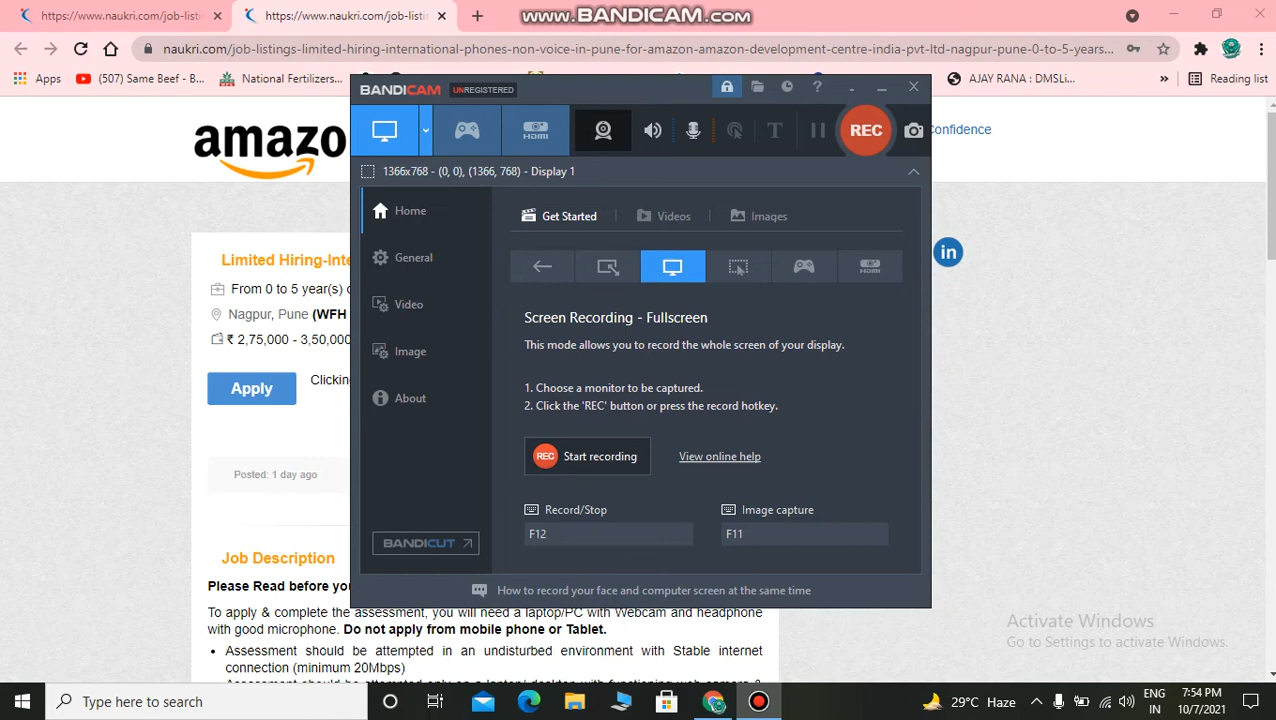 https://www.naukri.com/job-listin
https://www.naukri.com/job-listin
www.BANDICAM.com
naukri.com/job-listings-limited-hiring-international-phones-non-voice-in-pune-for-amazon-amazon-development-centre-india-pvt-ltd-nagpur-pune-0-to-5-years...
Apps
(507) Same Beef - B...
National Fertilizers...
AJAY RANA : DMSLi...
»
Reading list
BANDICAM UNREGISTERED
amazo
REC
Confidence
HDMI
1366x768 - (0, 0), (1366, 768) - Display 1
Home
Get Started
Videos
Images
Limited Hiring-Inte
General
HDMI
From 0 to 5 year(s) o
Nagpur, Pune (WFH
Video
Screen Recording - Fullscreen
₹ 2,75,000 - 3,50,000
Image
This mode allows you to record the whole screen of your display.
Apply
Clickin
About
1. Choose a monitor to be captured.
2. Click the 'REC' button or press the record hotkey.
REC Start recording
View online help
Posted: 1 day ago
Record/Stop
Image capture
F12
F11
BANDICUT
Job Description
Please Read before you
How to record your face and computer screen at the same time
To apply & complete the assessment, you will need a laptop/PC with Webcam and headphone
with good microphone. Do not apply from mobile phone or Tablet.
Activate Windows
Go to Settings to activate Windows.
• Assessment should be attempted in an undisturbed environment with Stable internet
connection (minimum 20Mbps)
Type here to search
29°C Haze
ENG
IN
7:54 PM
10/7/2021